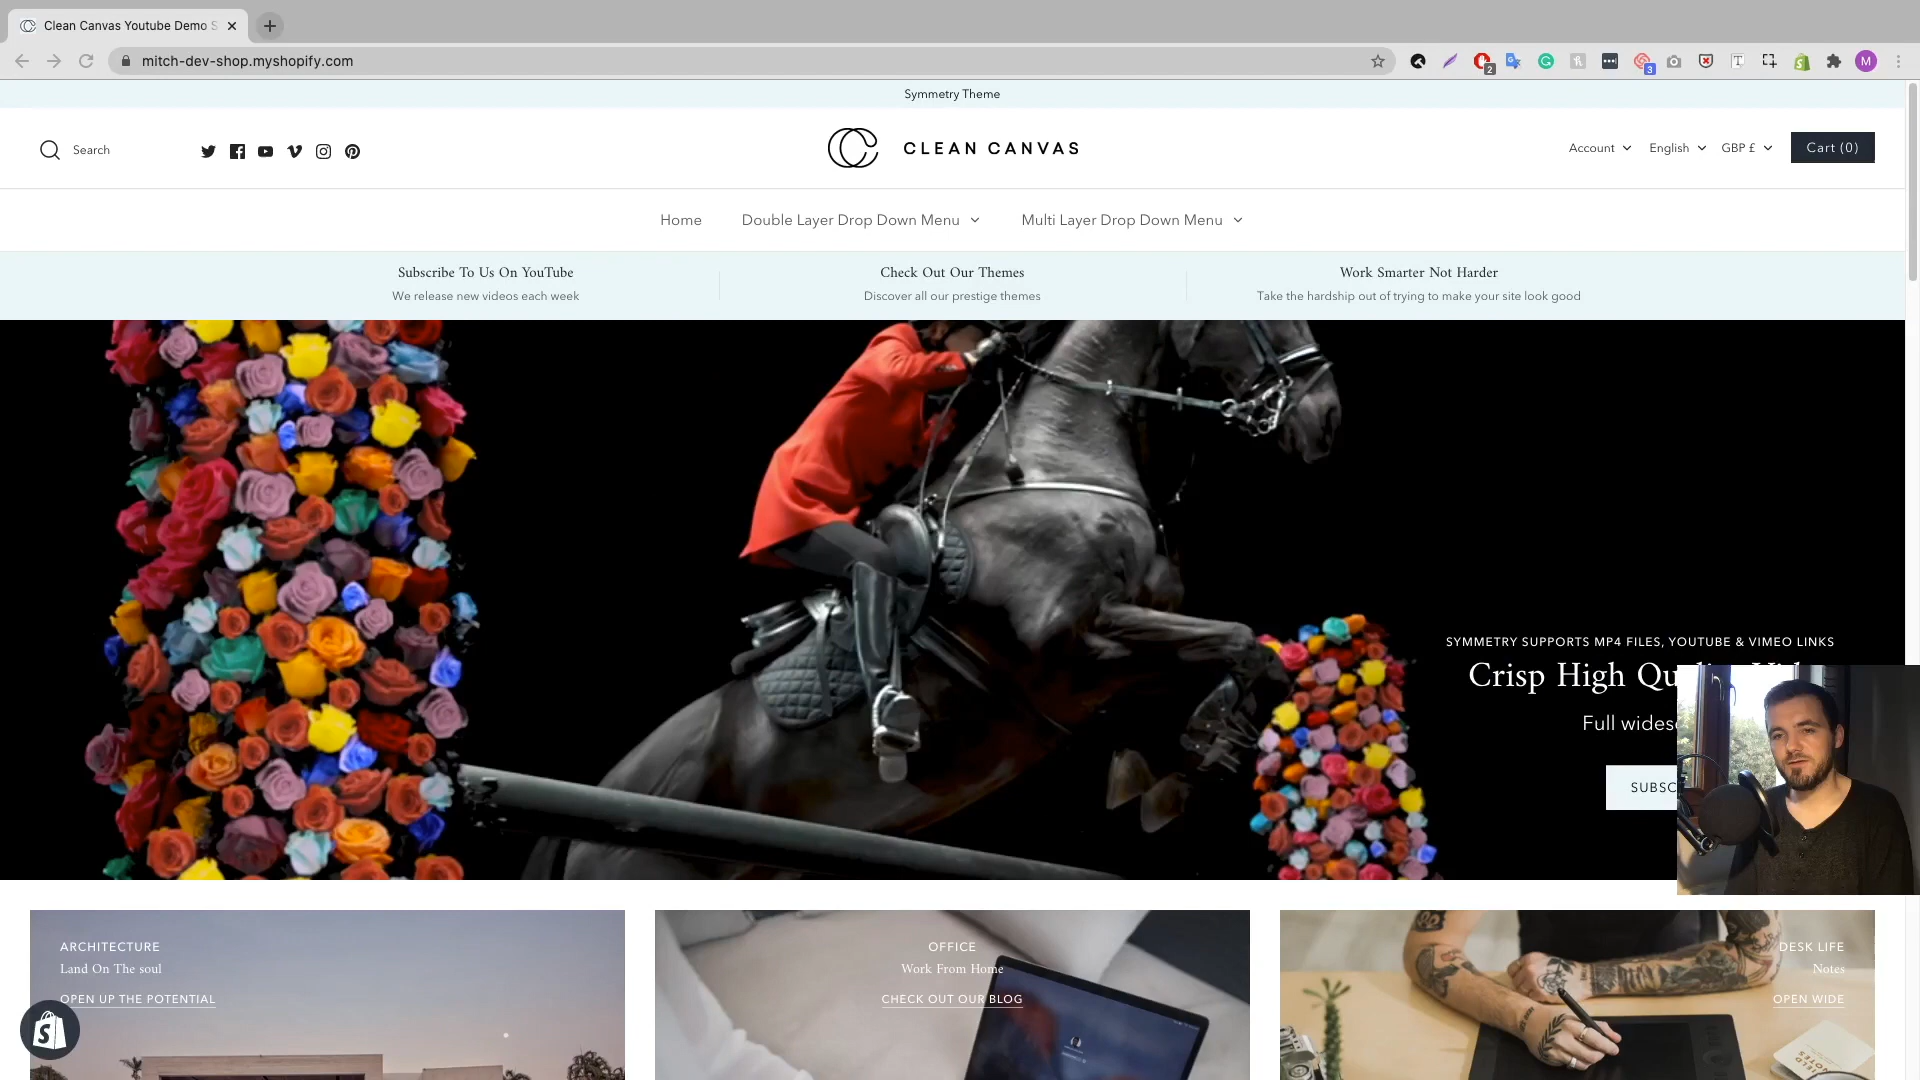 Clean Canvas Youtube Demo S
mitch-dev-shop.myshopify.com
2
3
M
Symmetry Theme
Search
CLEAN CANVAS
Account
English
GBP £
Cart (0)
Home
Double Layer Drop Down Menu
Multi Layer Drop Down Menu
Subscribe To Us On YouTube
We release new videos each week
Check Out Our Themes
Discover all our prestige themes
Work Smarter Not Harder
Take the hardship out of trying to make your site look good
SYMMETRY SUPPORTS MP4 FILES, YOUTUBE & VIMEO LINKS
Crisp High
Full
ARCHITECTURE
Land On The soul
OPEN UP THE POTENTIAL
OFFICE
Work From Home
CHECK OUT OUR BLOG
DESK LIFE
Notes
OPEN WIDE